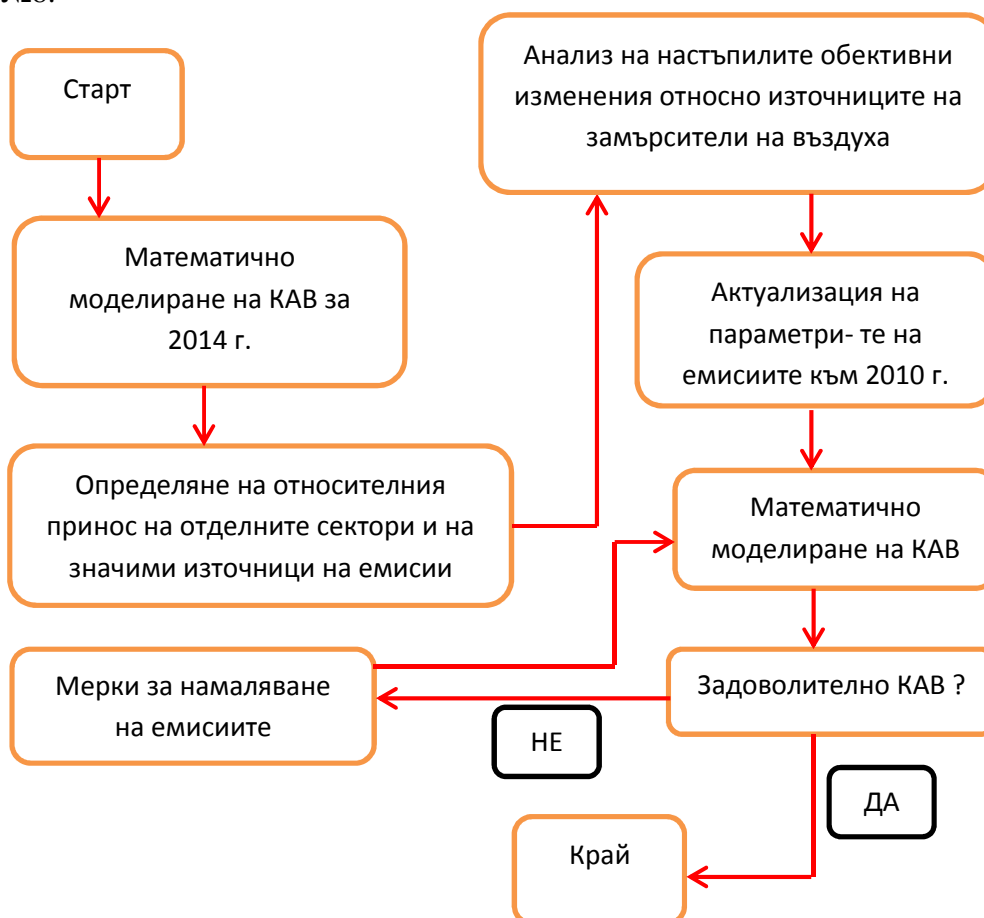 №8.
Старт
Математично
моделиране на КАВ за
2014 г.
Определяне на относителния
принос на отделните сектори и на
значими източници на емисии
Анализ на настъпилите обективни
изменения относно източниците на
замърсители на въздуха
Актуализация на
параметри- те на
емисиите към 2010 г.
Математично
моделиране на КАВ
Задоволително КАВ ?
НЕ
Мерки за намаляване
на емисиите
ДА
Край